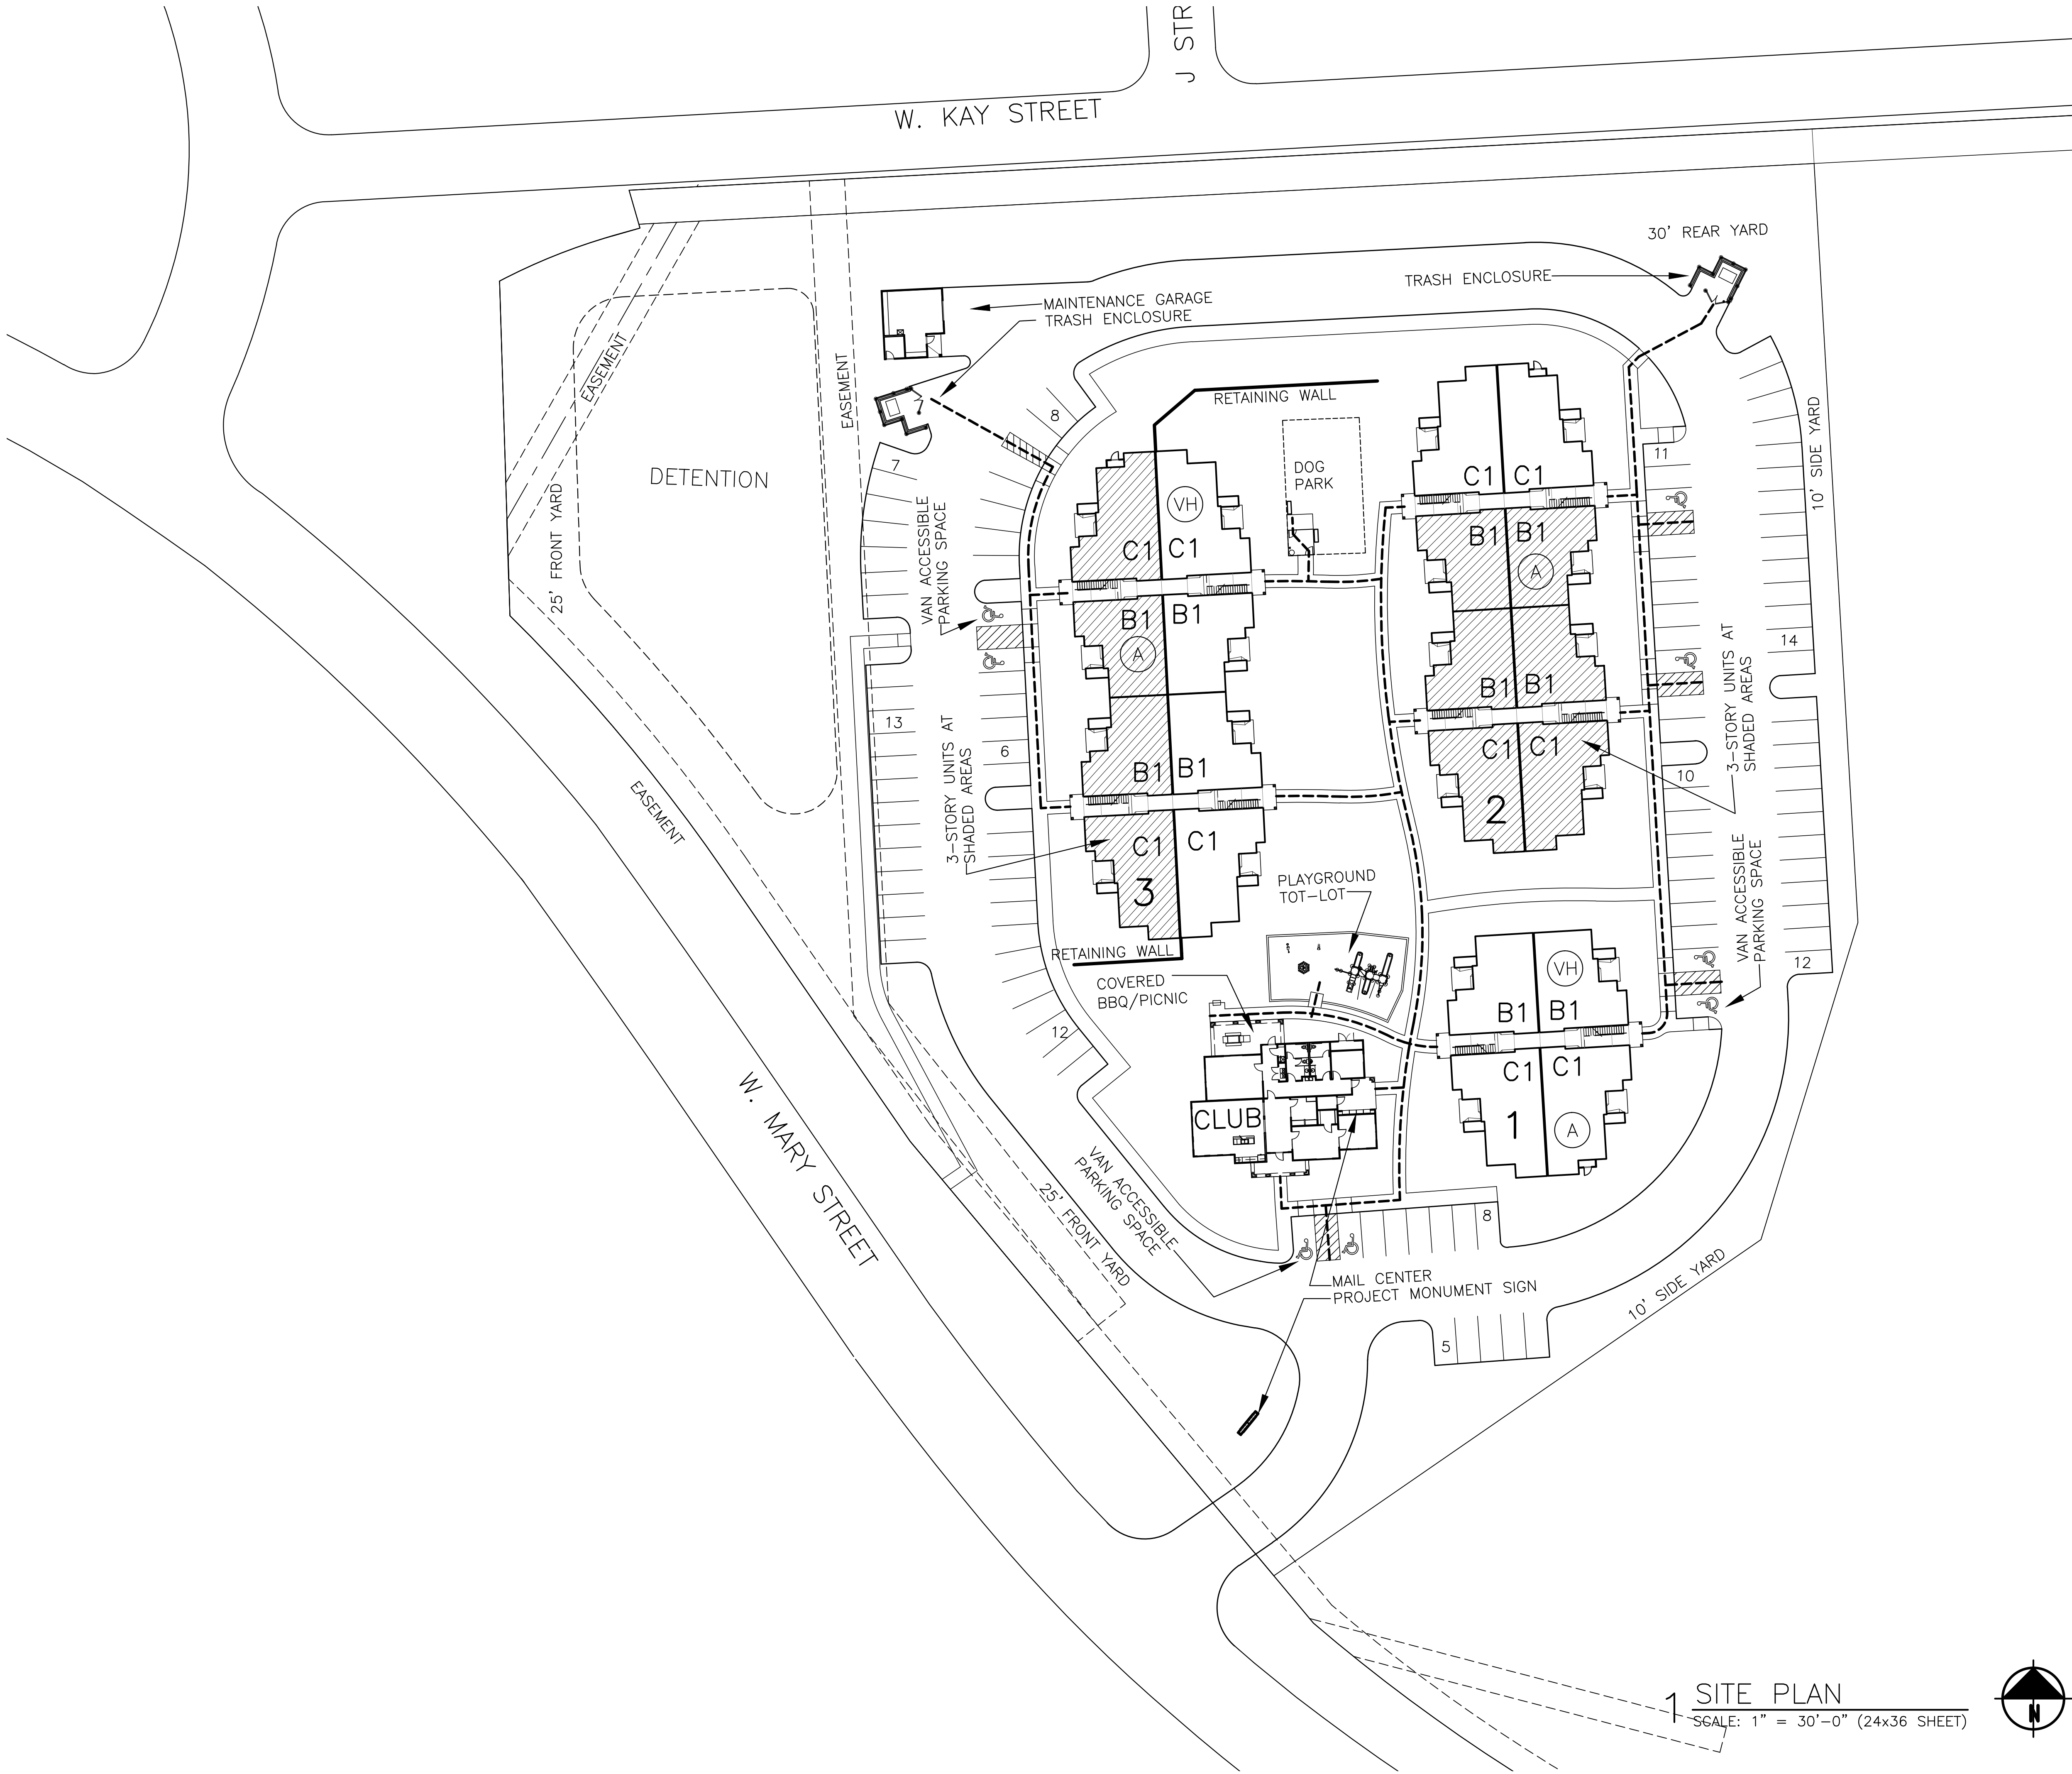 J STR
W. KAY STREET
30' REAR YARD
TRASH ENCLOSURE
MAINTENANCE GARAGE
TRASH ENCLOSURE
EASEMENT
EASEMENT
RETAINING WALL
8
7
11
DETENTION
DOG
PARK
10' SIDE YARD
25' FRONT YARD
VAN ACCESSIBLE
PARKING SPACE
VH
C1
C1
C1
C1
B1
B1
A
B1
B1
A
14
B1
B1
3-STORY UNITS AT
SHADED AREAS
13
6
3-STORY UNITS AT
SHADED AREAS
B1
B1
C1
C1
10
2
EASEMENT
C1
C1
3
PLAYGROUND
TOT-LOT
VAN ACCESSIBLE
PARKING SPACE
RETAINING WALL
12
VH
COVERED
BBQ/PICNIC
B1
B1
12
C1
C1
CLUB
1
A
W. MARY STREET
VAN ACCESSIBLE
PARKING SPACE
25' FRONT YARD
8
MAIL CENTER
PROJECT MONUMENT SIGN
10' SIDE YARD
5
1
SITE PLAN
SCALE: 1" = 30'-0" (24x36 SHEET)
N